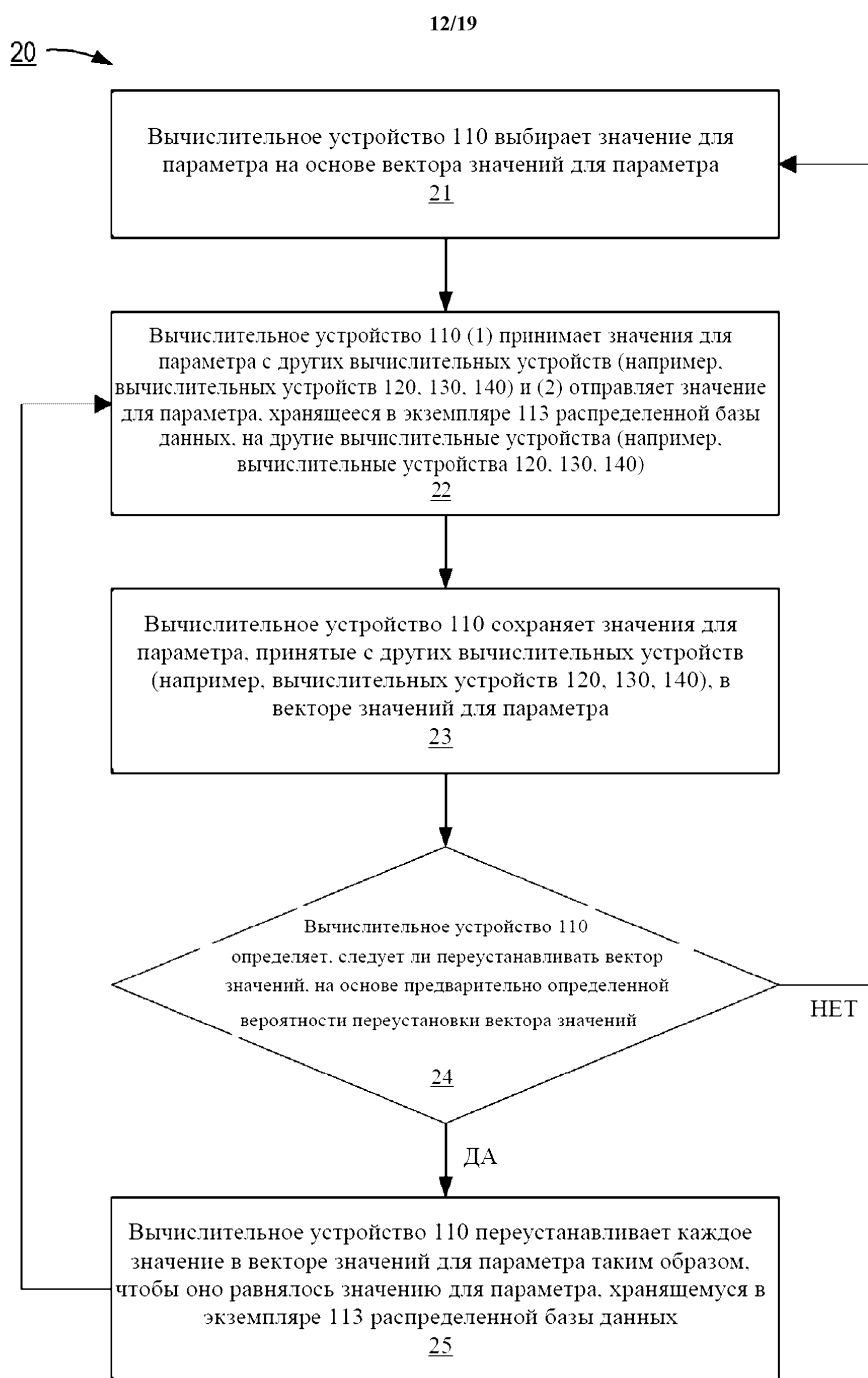 12/19
20
Вычислительное устройство 110 выбирает значение для
параметра на основе вектора значений для параметра
21
Вычислительное устройство 110 (1) принимает значения для
параметра с других вычислительных устройств (например,
вычислительных устройств 120, 130, 140) и (2) отправляет значение
для параметра, хранящееся в экземпляре 113 распределенной базы
данных, на другие вычислительные устройства (например,
вычислительные устройства 120, 130, 140)
22
Вычислительное устройство 110 сохраняет значения для
параметра, принятые с других вычислительных устройств
(например, вычислительных устройств 120, 130, 140), в
векторе значений для параметра
23
Вычислительное устройство 110
определяет, следует ли переустанавливать вектор
значений, на основе предварительно определенной
вероятности переустановки вектора значений
24
НЕТ
ДА
Вычислительное устройство 110 переустанавливает каждое
значение в векторе значений для параметра таким образом,
чтобы оно равнялось значению для параметра, хранящемуся в
экземпляре 113 распределенной базы данных
25